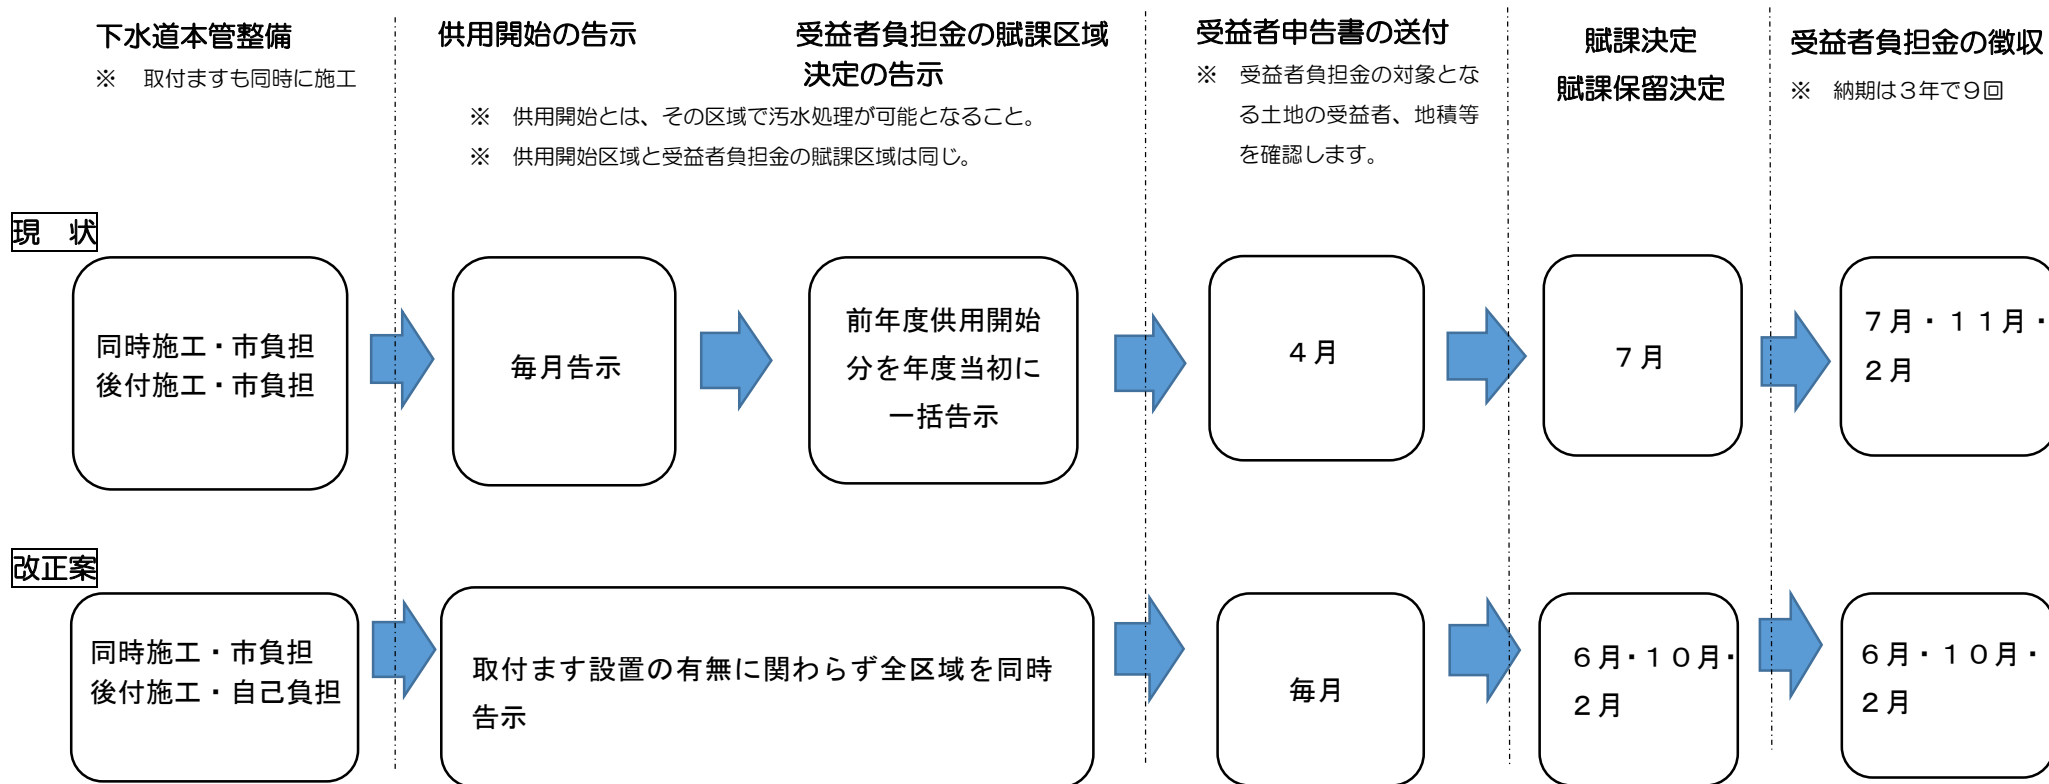 下水道本管整備
※　取付ますも同時に施工
供用開始の告示
受益者負担金の賦課区域
決定の告示
※　供用開始とは、その区域で汚水処理が可能となること。
※　供用開始区域と受益者負担金の賦課区域は同じ。
受益者申告書の送付
※　受益者負担金の対象とな
る土地の受益者、地積等
を確認します。
賦課決定
賦課保留決定
受益者負担金の徴収
※　納期は３年で９回
現　状
同時施工・市負担
後付施工・市負担
毎月告示
前年度供用開始
分を年度当初に
一括告示
４月
７月
７月・１１月・
２月
改正案
同時施工・市負担
後付施工・自己負担
取付ます設置の有無に関わらず全区域を同時
告示
毎月
６月・１０月・
２月
６月・１０月・
２月